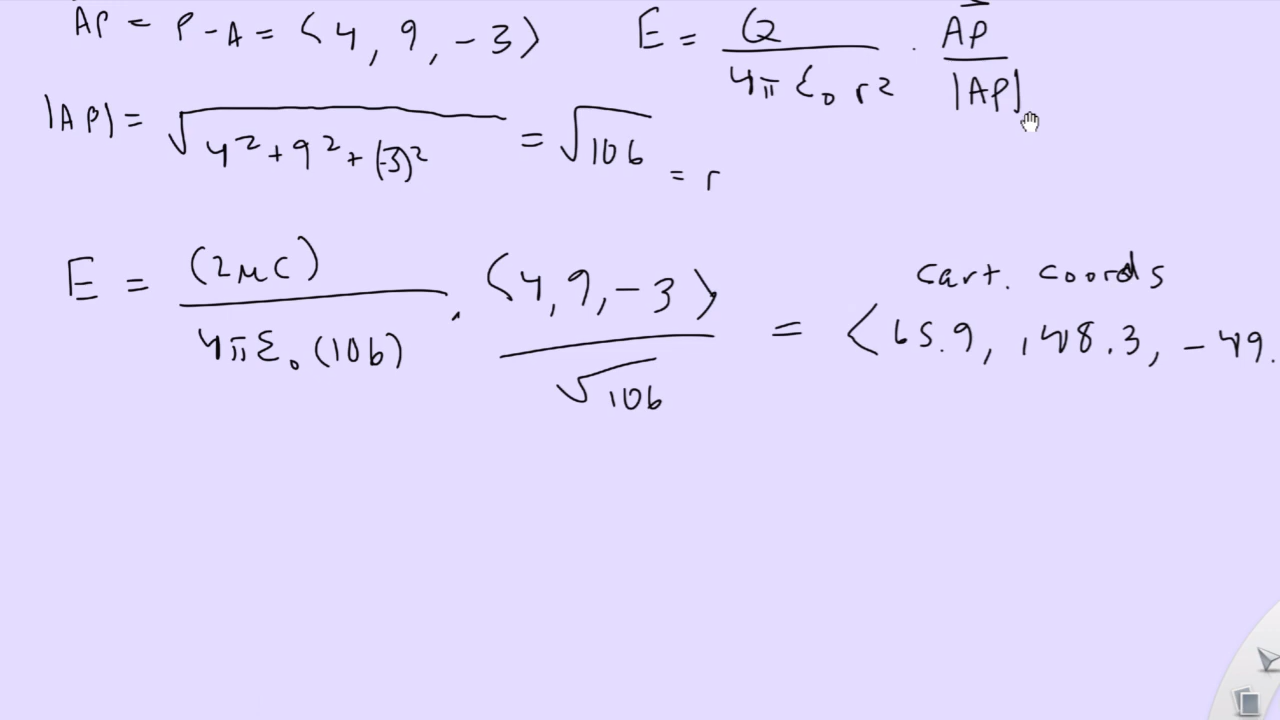 AP = P - A = ⟨4, 9, -3⟩ E = Q / (4π ε₀ r²) · AP⃗ / |AP|
|AP| = √(4² + 9² + (-3)²) = √106 = r
cart. coords
E = (2μC) / (4π ε₀ (106)) · ⟨4, 9, -3⟩ / √106 = ⟨65.9, 148.3, -49.